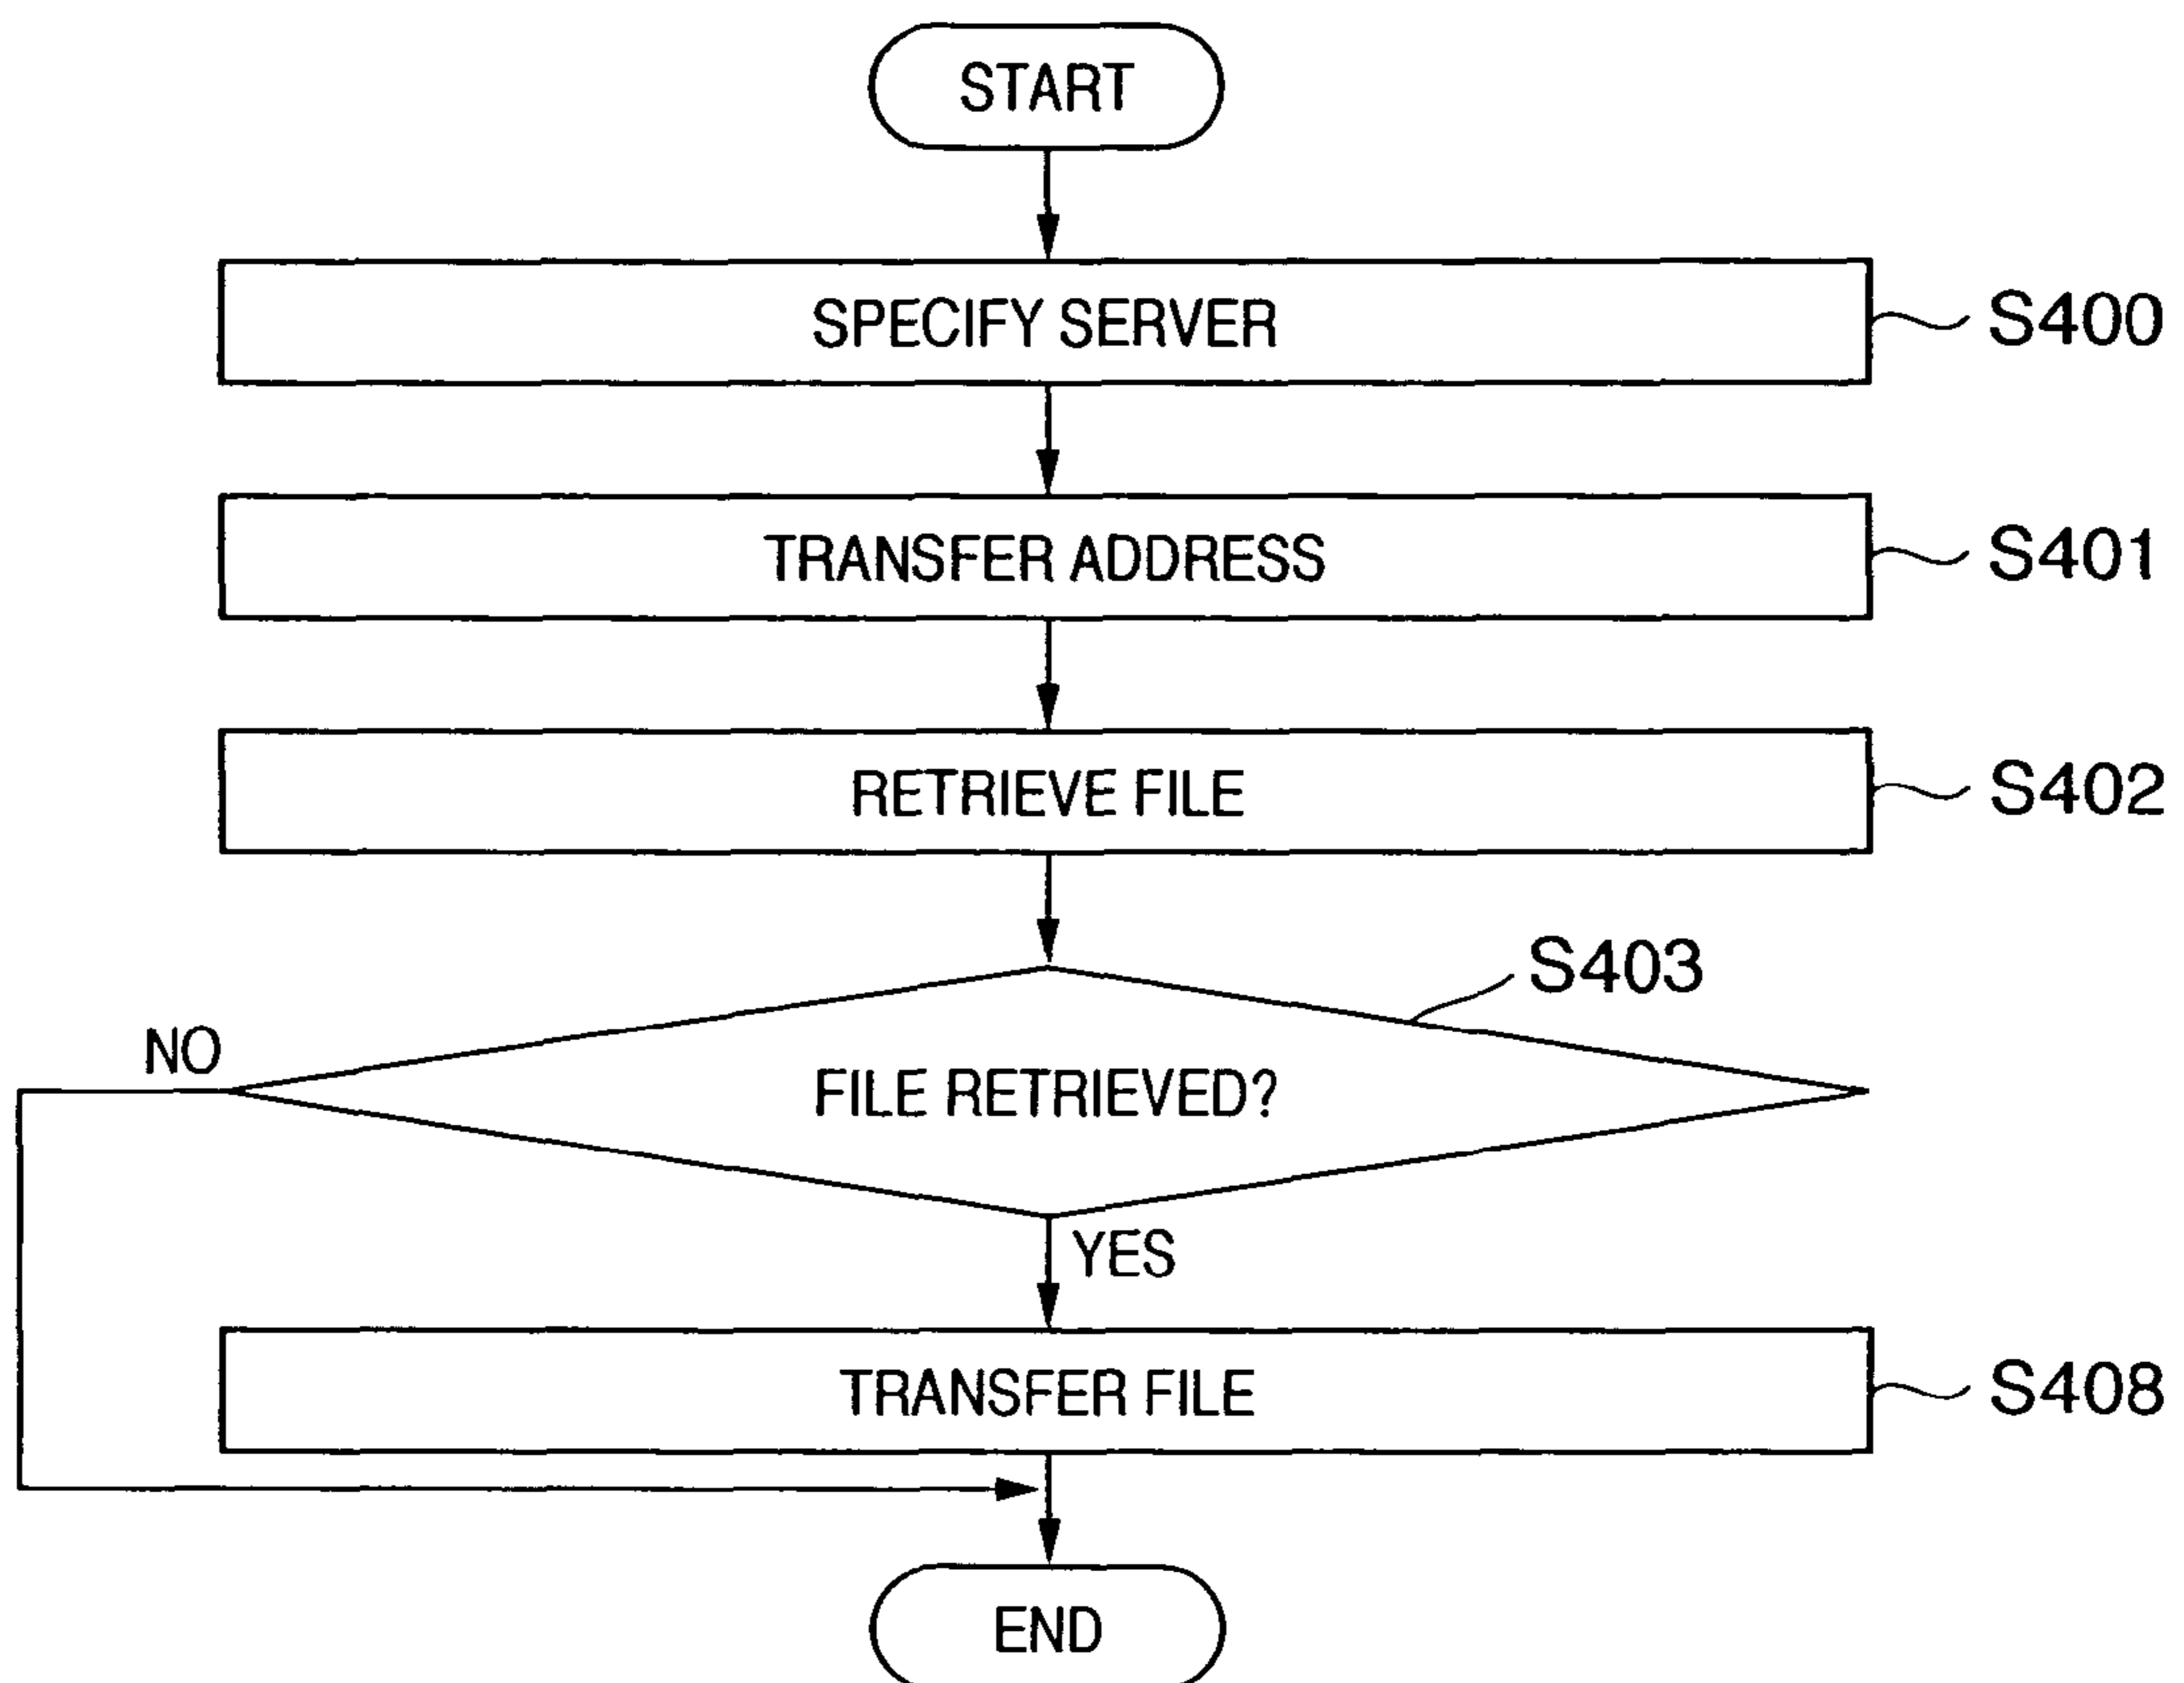 START
SPECIFY SERVER
S400
TRANSFER ADDRESS
S401
RETRIEVE FILE
S402
S403
NO
FILE RETRIEVED?
YES
TRANSFER FILE
S408
END